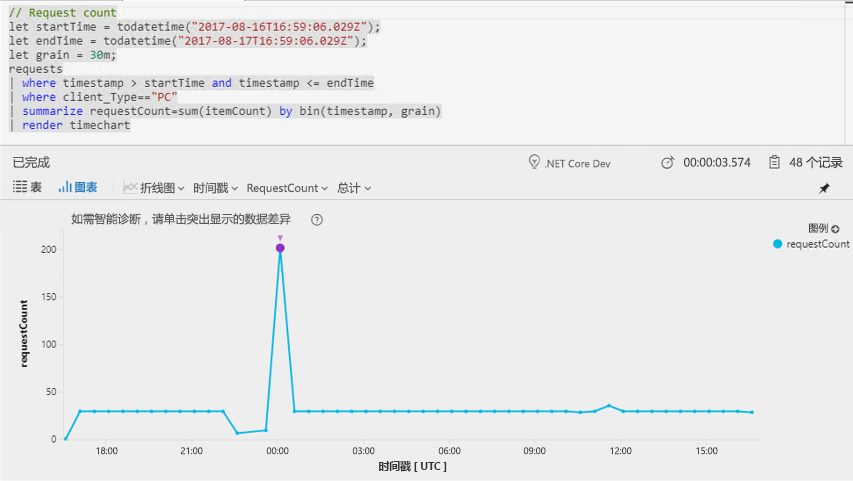 // Request count
let startTime = todatetime("2017-08-16T16:59:06.029Z");
let endTime = todatetime("2017-08-17T16:59:06.029Z");
let grain = 30m;
requests
| where timestamp > startTime and timestamp <= endTime
| where client_Type=="PC"
| summarize requestCount=sum(itemCount) by bin(timestamp, grain)
| render timechart
已完成 .NET Core Dev 00:00:03.574 48 个记录
表 图表 折线图 时间戳 RequestCount 总计
如需智能诊断，请单击突出显示的数据差异 ?
图例
requestCount
200
150
100
50
0
requestCount
18:00 21:00 00:00 03:00 06:00 09:00 12:00 15:00
时间戳 [ UTC ]